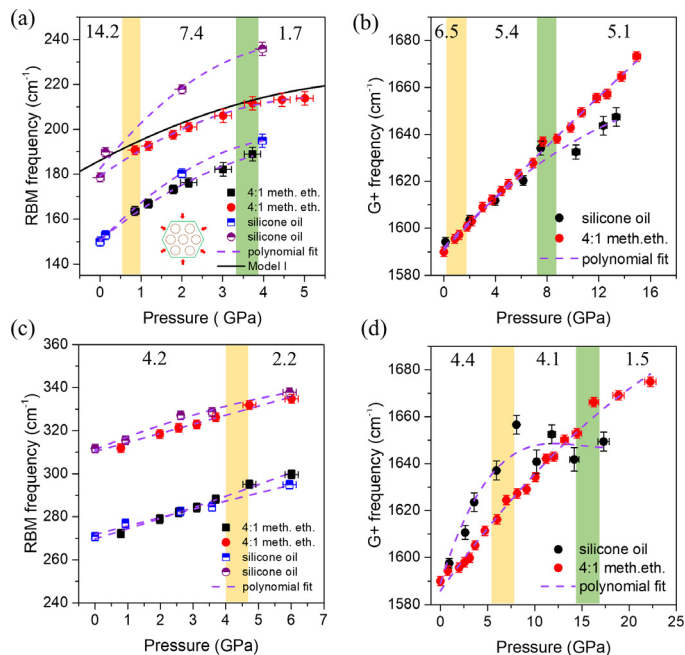 (a)
14.2 7.4 1.7
240
220
200
190
170
150
RBM frequency (cm⁻¹)
4:1 meth. eth.
4:1 meth. eth.
silicone oil
silicone oil
polynomial fit
Model I
0 1 2 3 4 5 6
Pressure ( GPa)
(b)
6.5 5.4 5.1
1680
1660
1640
1620
1600
1580
G+ frequency (cm⁻¹)
silicone oil
4:1 meth.eth.
polynomial fit
0 4 8 12 16
Pressure (GPa)
(c)
4.2 2.2
360
340
320
300
280
260
240
RBM frequency (cm⁻¹)
4:1 meth. eth.
4:1 meth. eth.
silicone oil
silicone oil
polynomial fit
0 1 2 3 4 5 6 7
Pressure (GPa)
(d)
4.4 4.1 1.5
1680
1660
1640
1620
1600
1580
G+ frequency (cm⁻¹)
silicone oil
4:1 meth.eth.
polynomial fit
0 5 10 15 20 25
Pressure (GPa)